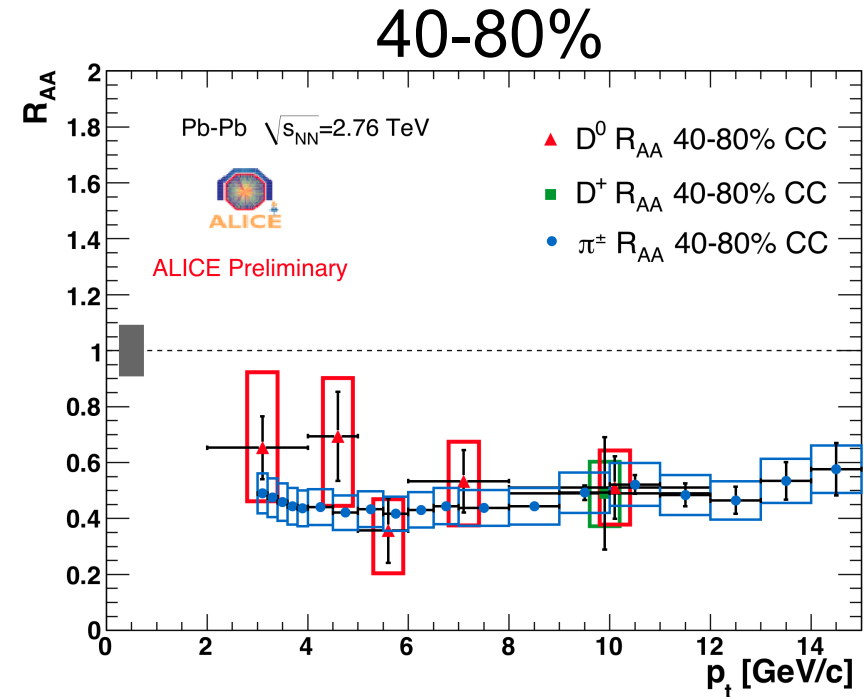 40-80%
R_AA
2
1.8
1.6
1.4
1.2
1
0.8
0.6
0.4
0.2
0
Pb-Pb √s_NN=2.76 TeV
ALICE
ALICE Preliminary
D⁰ R_AA 40-80% CC
D⁺ R_AA 40-80% CC
π± R_AA 40-80% CC
0 2 4 6 8 10 12 14
p_t [GeV/c]